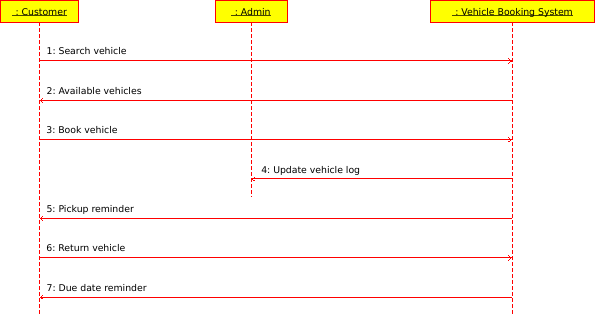 : Customer
: Admin
: Vehicle Booking System
1: Search vehicle
2: Available vehicles
3: Book vehicle
4: Update vehicle log
5: Pickup reminder
6: Return vehicle
7: Due date reminder